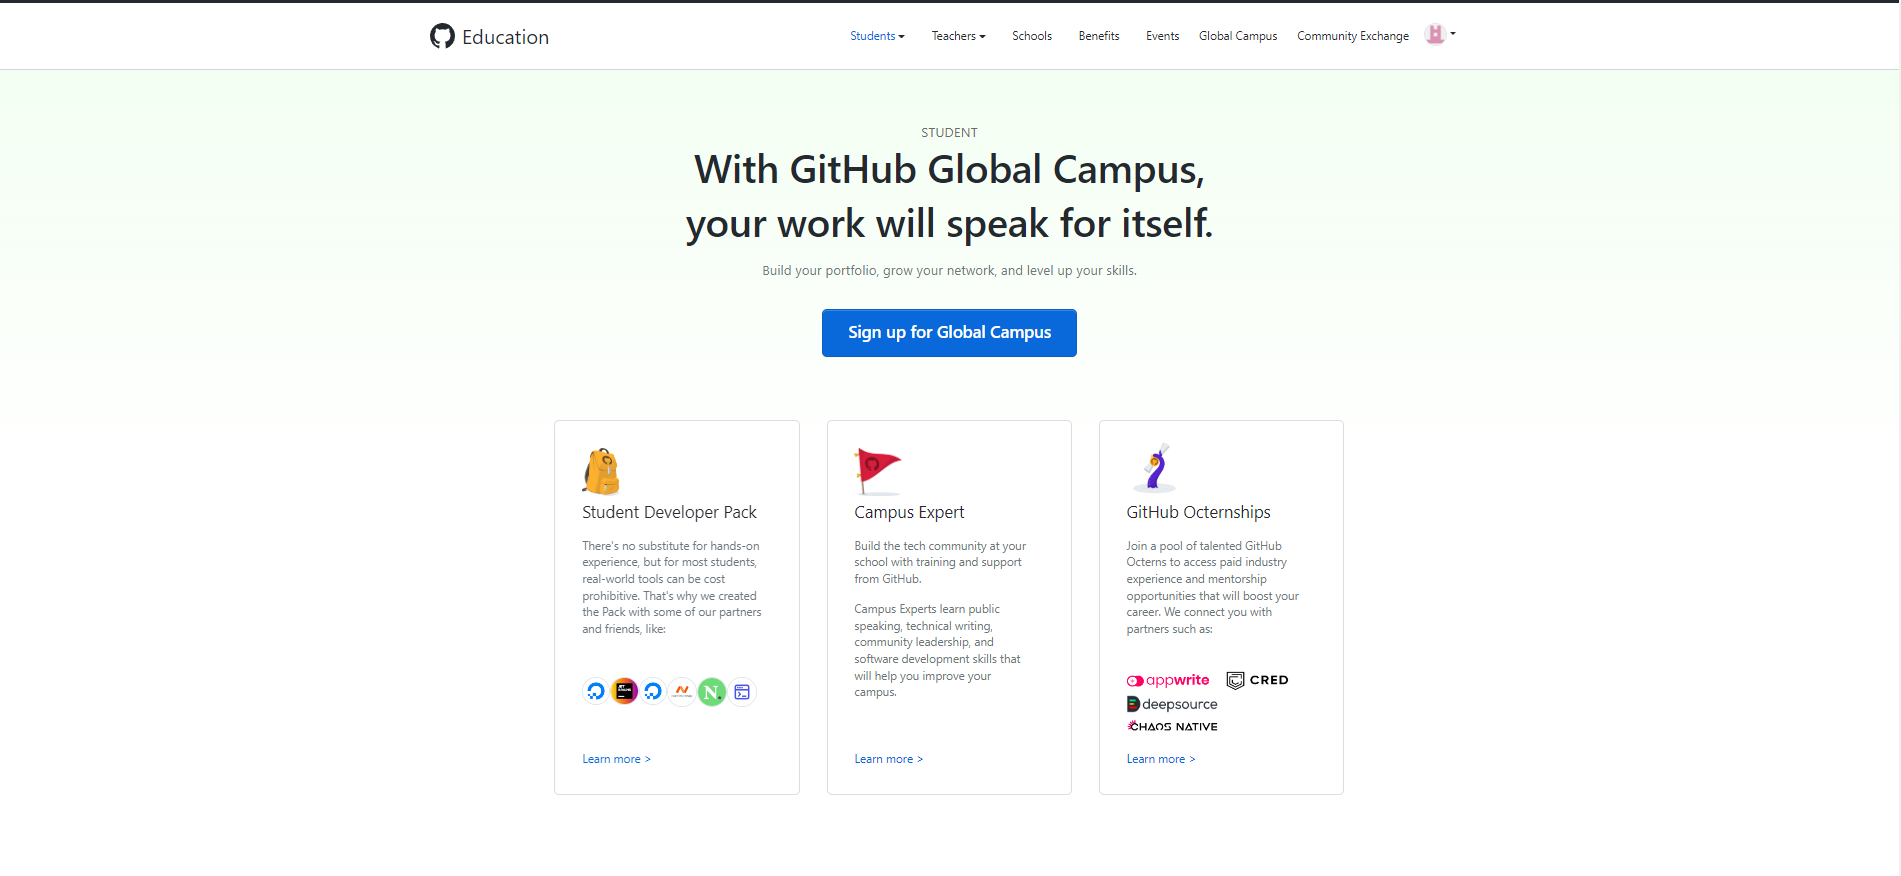 Education
Students
Teachers
Schools
Benefits
Events
Global Campus
Community Exchange
STUDENT
With GitHub Global Campus,
your work will speak for itself.
Build your portfolio, grow your network, and level up your skills.
Sign up for Global Campus
Student Developer Pack
There's no substitute for hands-on
experience, but for most students,
real-world tools can be cost
prohibitive. That's why we created
the Pack with some of our partners
and friends, like:
JET
BRAINS
N.
Learn more >
Campus Expert
Build the tech community at your
school with training and support
from GitHub.
Campus Experts learn public
speaking, technical writing,
community leadership, and
software development skills that
will help you improve your
campus.
Learn more >
GitHub Octernships
Join a pool of talented GitHub
Octerns to access paid industry
experience and mentorship
opportunities that will boost your
career. We connect you with
partners such as:
appwrite
CRED
deepsource
CHAOS NATIVE
Learn more >